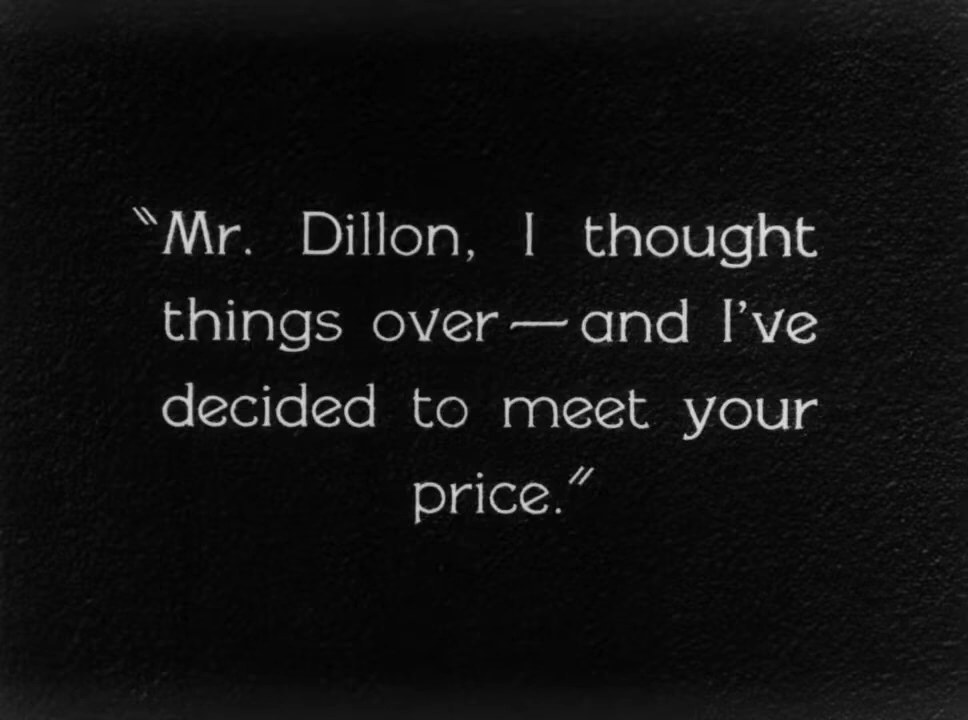 “Mr. Dillon, I thought
things over—and I've
decided to meet your
price.”